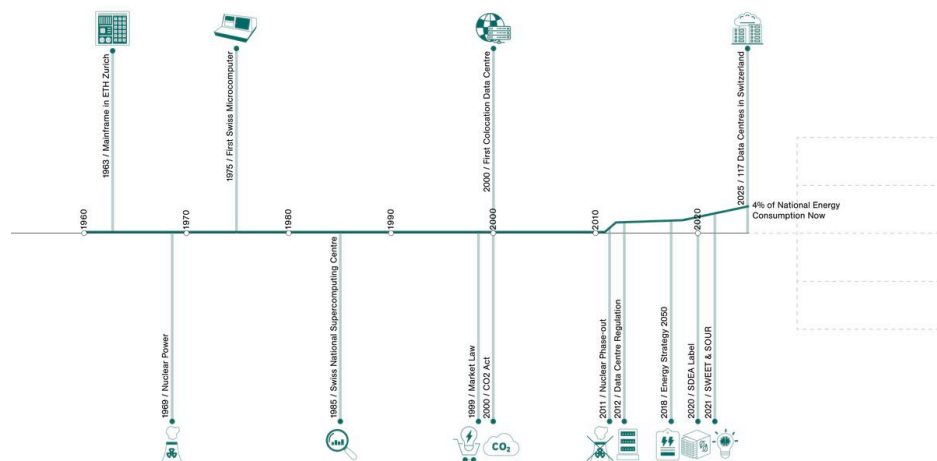 1963 / Mainframe in ETH Zurich
1975 / First Swiss Microcomputer
2000 / First Colocation Data Centre
2025 / 117 Data Centres in Switzerland
1960
1970
1980
1990
2000
2010
2020
4% of National Energy
Consumption Now
1969 / Nuclear Power
1985 / Swiss National Supercomputing Centre
1999 / Market Law
2000 / CO2 Act
2011 / Nuclear Phase-out
2012 / Data Centre Regulation
2018 / Energy Strategy 2050
2020 / SDEA Label
2021 / SWEET & SOUR
CO₂